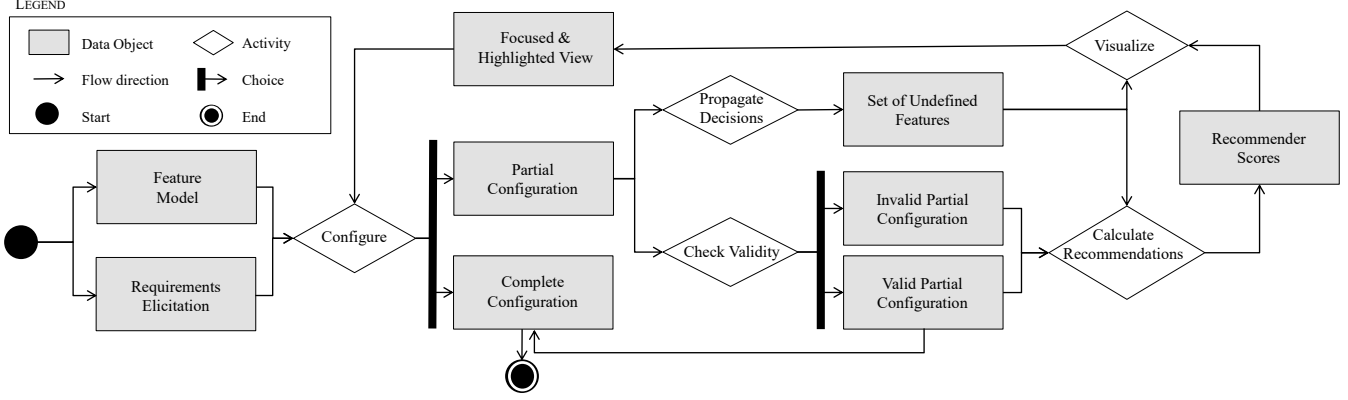 LEGEND
Data Object
Activity
Flow direction
Choice
Start
End
Feature
Model
Requirements
Elicitation
Configure
Focused &
Highlighted View
Partial
Configuration
Complete
Configuration
Propagate
Decisions
Check Validity
Set of Undefined
Features
Invalid Partial
Configuration
Valid Partial
Configuration
Visualize
Calculate
Recommendations
Recommender
Scores